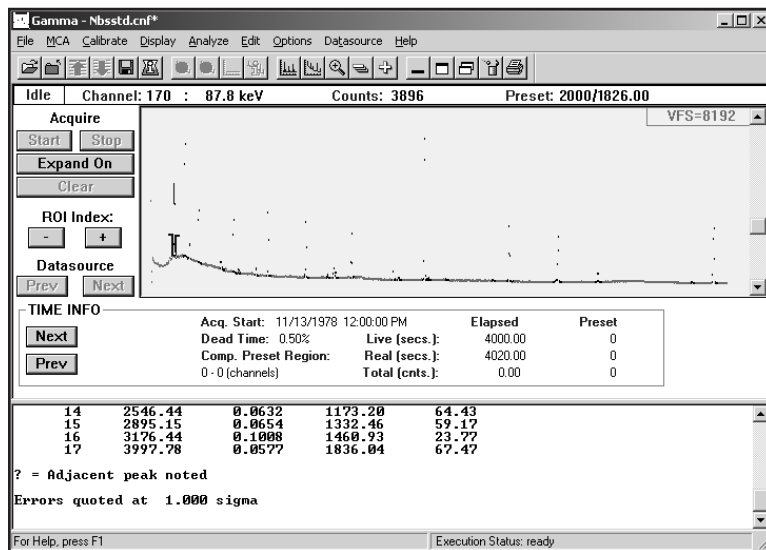 Gamma - Nbsstd.cnf*
File MCA Calibrate Display Analyze Edit Options Datasource Help
Idle Channel: 170 : 87.8 keV Counts: 3896 Preset: 2000/1826.00
VFS=8192
Acquire
Start Stop
Expand On
Clear
ROI Index:
- +
Datasource
Prev Next
TIME INFO
Next
Prev
Acq. Start: 11/13/1978 12:00:00 PM Elapsed Preset
Dead Time: 0.50% Live (secs.): 4000.00 0
Comp. Preset Region: Real (secs.): 4020.00 0
0 - 0 (channels) Total (cnts.): 0.00 0
14 2546.44 0.0632 1173.20 64.43
15 2895.15 0.0654 1332.46 59.17
16 3176.44 0.1008 1460.93 23.77
17 3997.78 0.0577 1836.04 67.47
? = Adjacent peak noted
Errors quoted at 1.000 sigma
For Help, press F1 Execution Status: ready